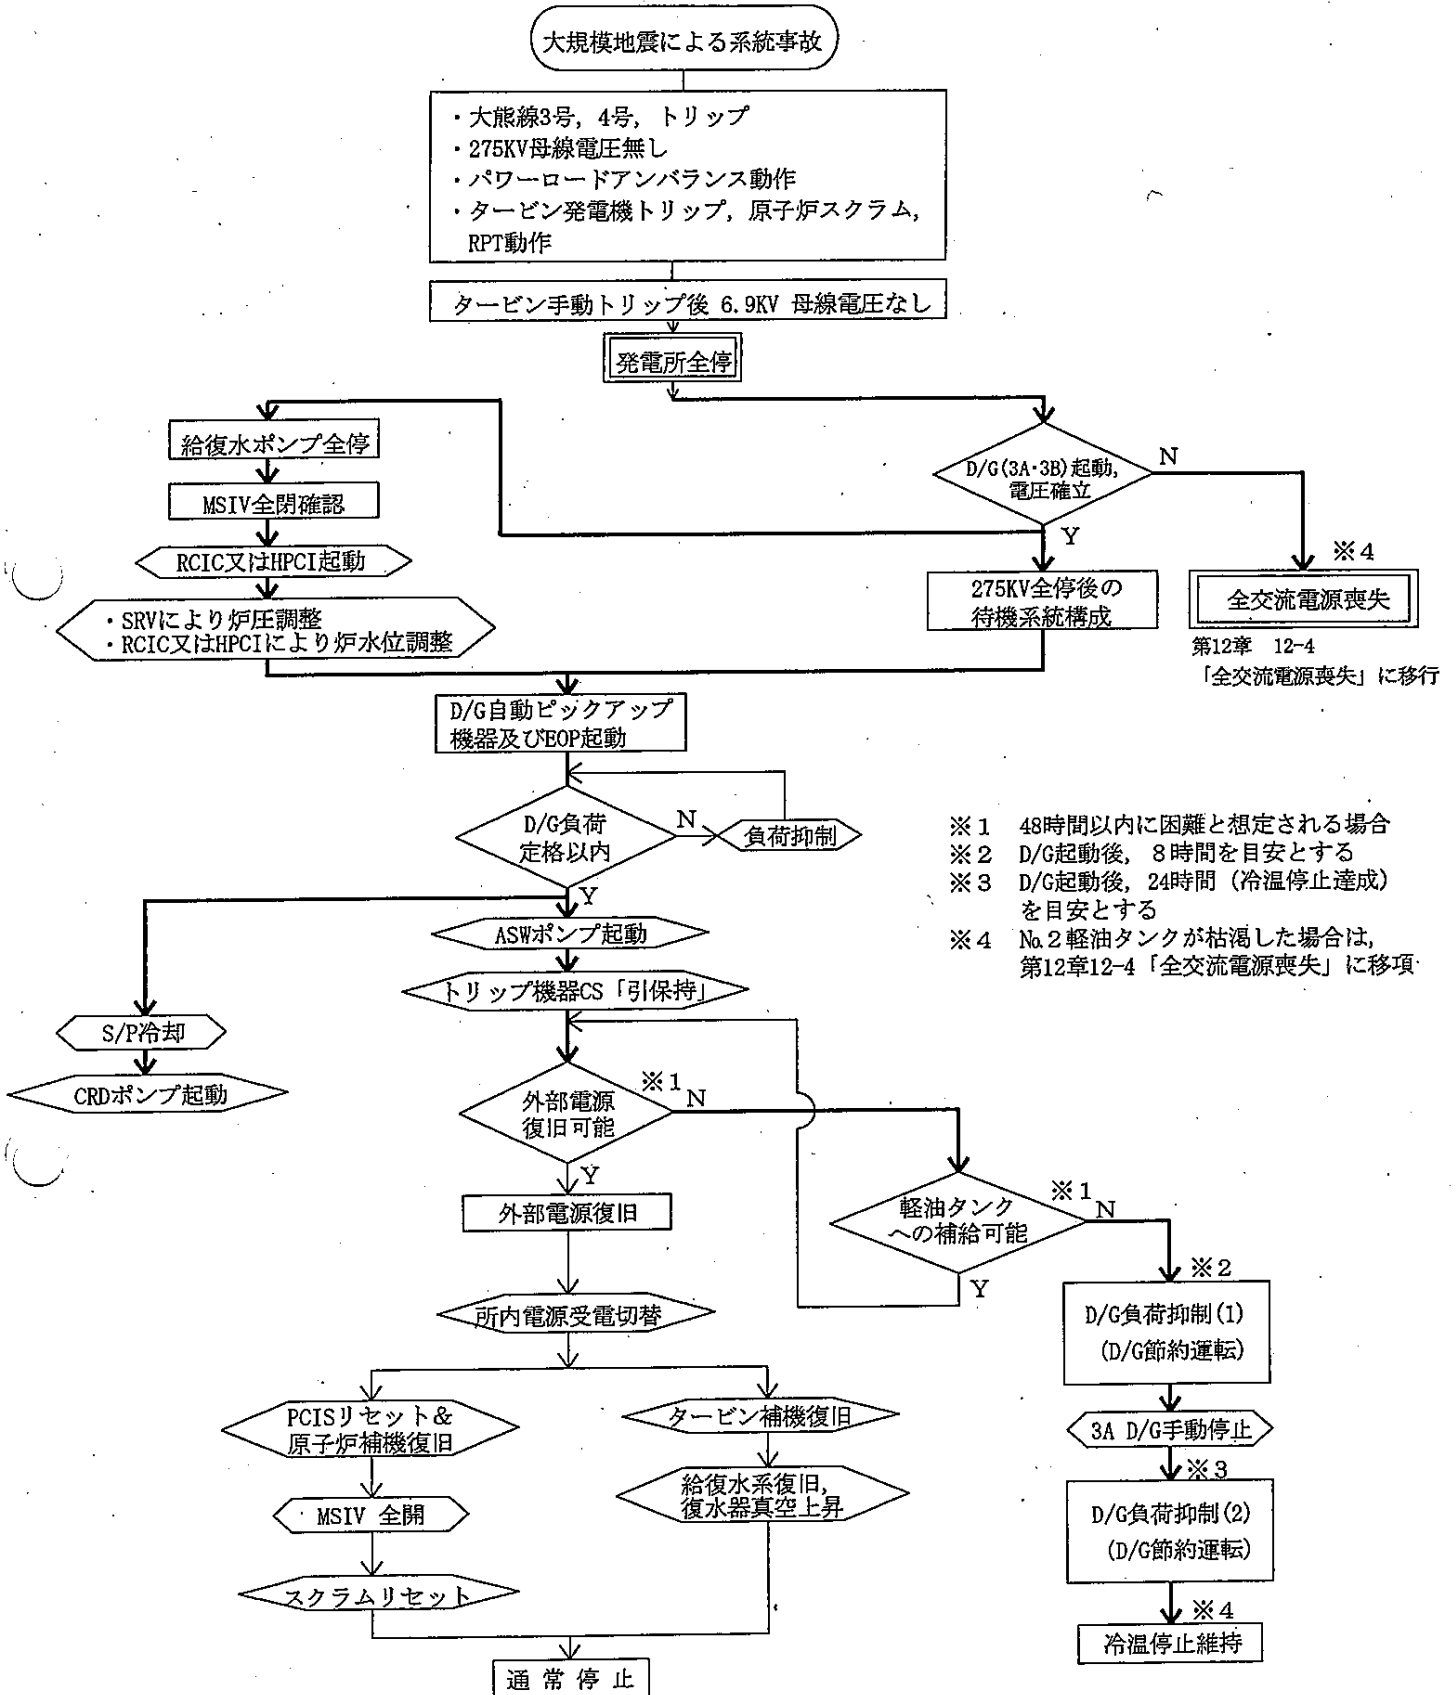 大規模地震による系統事故
・大熊線3号, 4号, トリップ
・275KV母線電圧無し
・パワーロードアンバランス動作
・タービン発電機トリップ, 原子炉スクラム,
RPT動作
タービン手動トリップ後 6.9KV 母線電圧なし
発電所全停
給復水ポンプ全停
MSIV全閉確認
RCIC又はHPCI起動
・SRVにより炉圧調整
・RCIC又はHPCIにより炉水位調整
D/G(3A・3B)起動,
電圧確立
N
Y
275KV全停後の
待機系統構成
※4
全交流電源喪失
第12章 12-4
「全交流電源喪失」に移行
D/G自動ピックアップ
機器及びEOP起動
D/G負荷
定格以内
N
負荷抑制
Y
※1 48時間以内に困難と想定される場合
※2 D/G起動後, 8時間を目安とする
※3 D/G起動後, 24時間（冷温停止達成）
を目安とする
※4 No.2軽油タンクが枯渇した場合は,
第12章12-4「全交流電源喪失」に移項
ASWポンプ起動
トリップ機器CS「引保持」
S/P冷却
CRDポンプ起動
外部電源
復旧可能
※1
N
Y
外部電源復旧
軽油タンク
への補給可能
※1
N
Y
所内電源受電切替
※2
D/G負荷抑制(1)
(D/G節約運転)
PCISリセット&
原子炉補機復旧
タービン補機復旧
3A D/G手動停止
MSIV 全開
給復水系復旧,
復水器真空上昇
※3
D/G負荷抑制(2)
(D/G節約運転)
スクラムリセット
※4
冷温停止維持
通 常 停 止